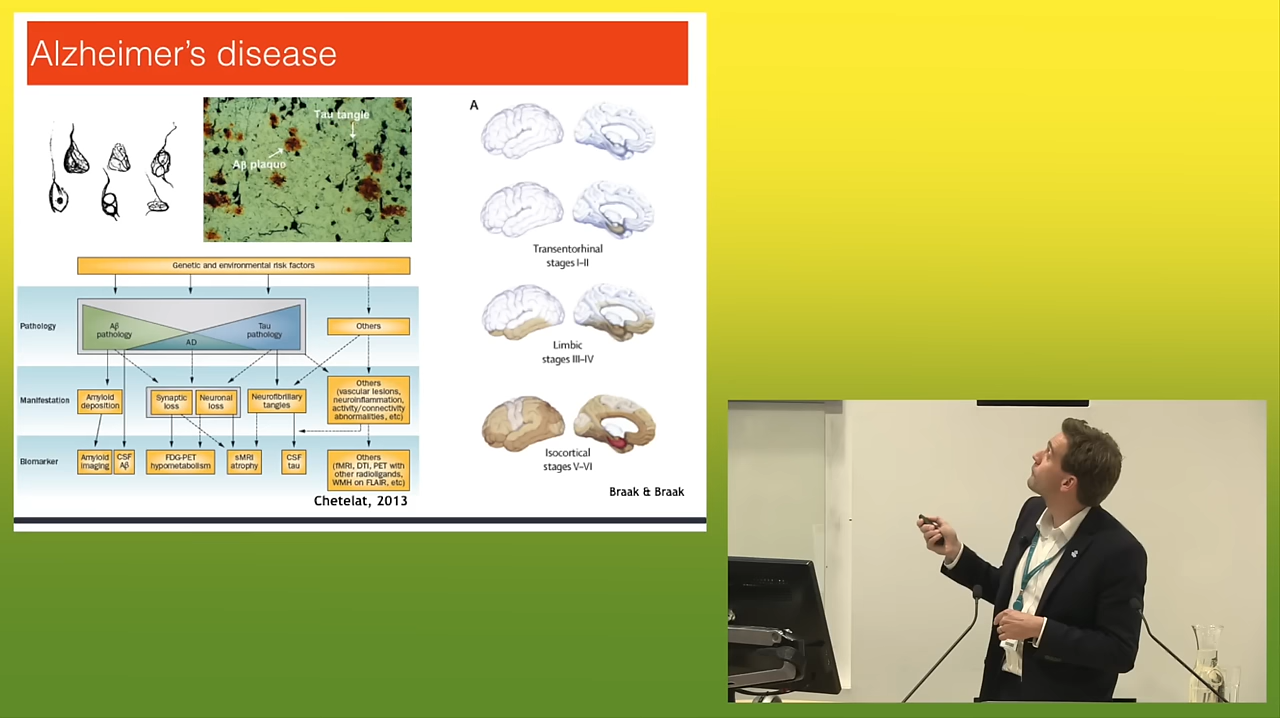 Alzheimer's disease
Tau tangle
Aβ plaque
Genetic and environmental risk factors
Pathology
Aβ
pathology
AD
Tau
pathology
Others
Manifestation
Amyloid
deposition
Synaptic
loss
Neuronal
loss
Neurofibrillary
tangles
Others
(vascular lesions,
neuroinflammation,
activity/connectivity
abnormalities, etc)
Biomarker
Amyloid
imaging
CSF
Aβ
FDG-PET
hypometabolism
sMRI
atrophy
CSF
tau
Others
(fMRI, DTI, PET with
other radioligands,
WMH on FLAIR, etc)
Chetelat, 2013
A
Transentorhinal
stages I–II
Limbic
stages III–IV
Isocortical
stages V–VI
Braak & Braak